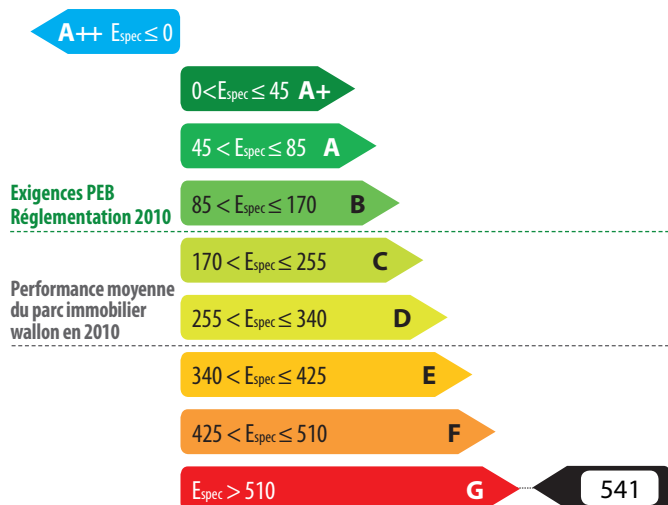 A++ Espec ≤ 0
0 < Espec ≤ 45 A+
45 < Espec ≤ 85 A
Exigences PEB
Réglementation 2010
85 < Espec ≤ 170 B
170 < Espec ≤ 255 C
Performance moyenne
du parc immobilier
wallon en 2010
255 < Espec ≤ 340 D
340 < Espec ≤ 425 E
425 < Espec ≤ 510 F
Espec > 510 G 541